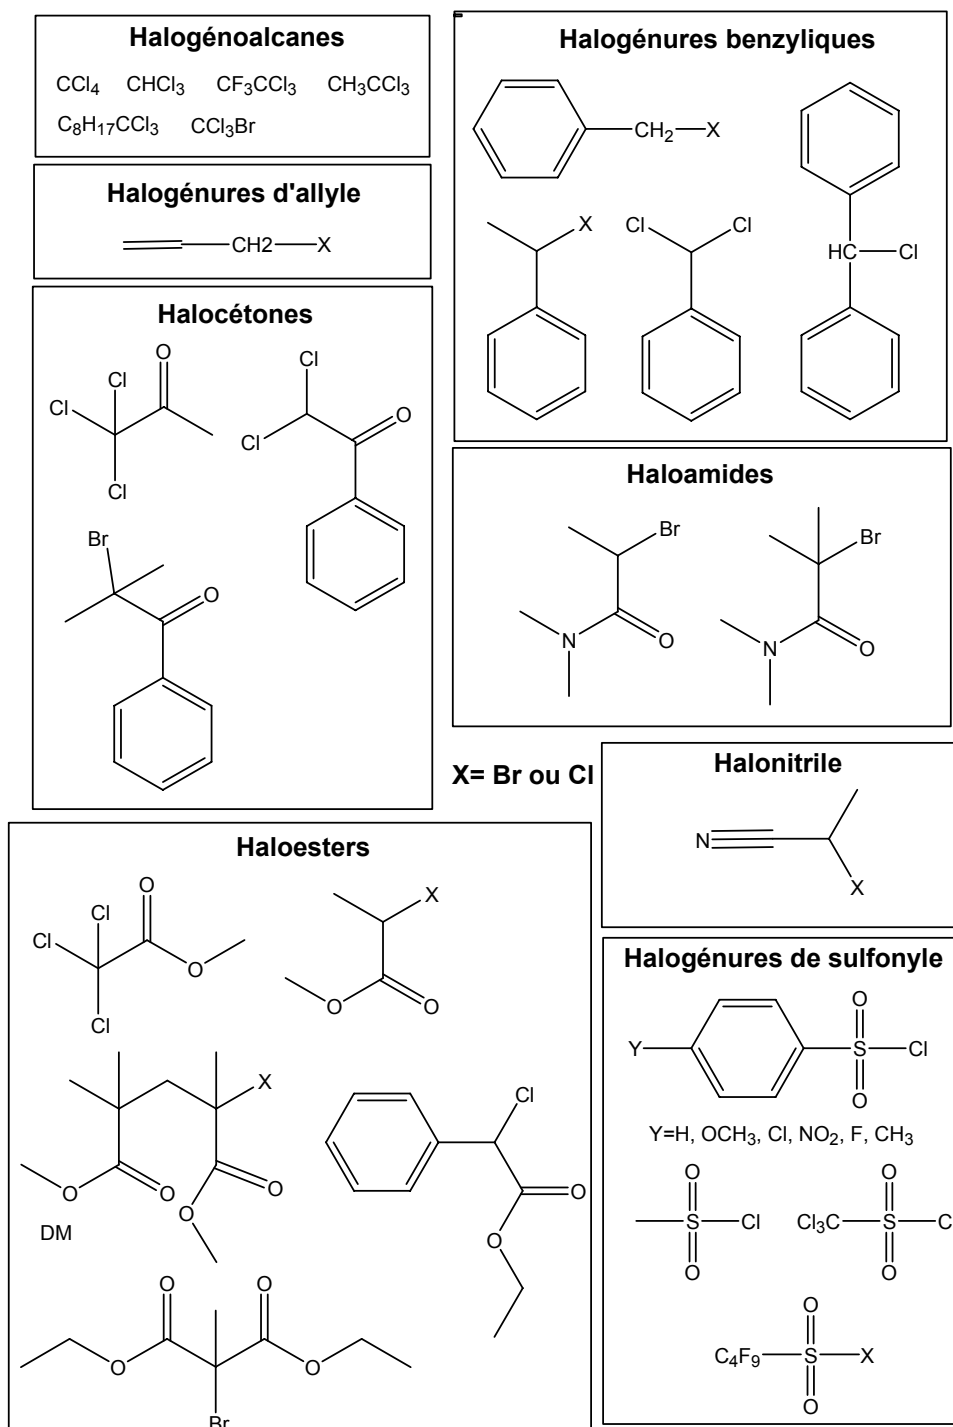 Halogénoalcanes
CCl4 CHCl3 CF3CCl3 CH3CCl3
C8H17CCl3 CCl3Br
Halogénures d'allyle
CH2 X
Halocétones
O
Cl
Cl
Cl
Cl
Cl
O
Br
O
Halogénures benzyliques
CH2 X
X
Cl Cl
HC Cl
Haloamides
Br
N O
Br
N O
X= Br ou Cl
Halonitrile
N
X
Haloesters
O
Cl
Cl
O
Cl
X
O O
X
O O
O
O
DM
Cl
O
O
O O
O O
Br
Halogénures de sulfonyle
O
Y S Cl
O
Y=H, OCH3, Cl, NO2, F, CH3
O
S Cl
O
O
Cl3C S C
O
O
C4F9 S X
O